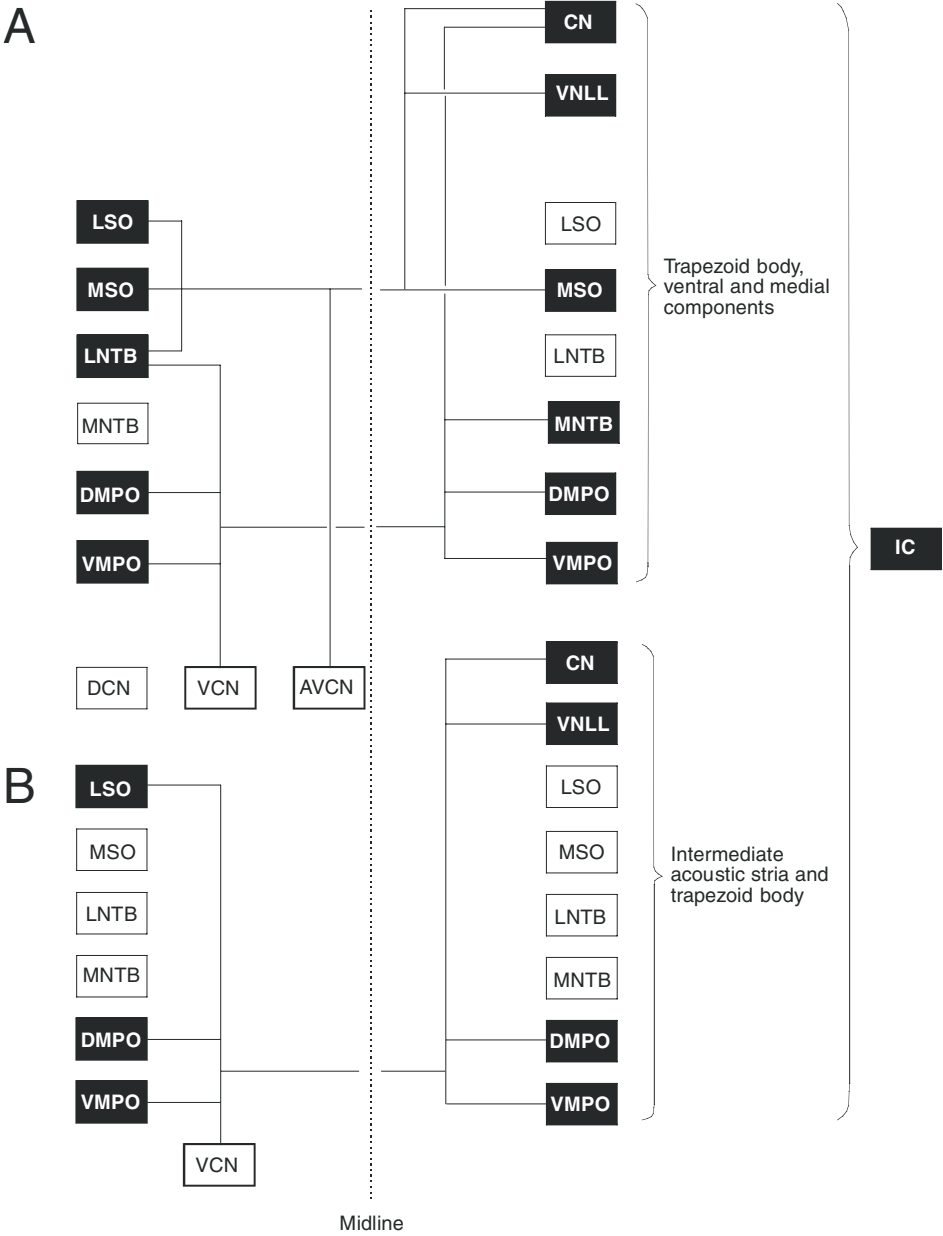 A
CN
VNLL
LSO
LSO
MSO
MSO
Trapezoid body,
ventral and medial
components
LNTB
LNTB
MNTB
MNTB
DMPO
DMPO
VMPO
VMPO
IC
DCN
VCN
AVCN
CN
VNLL
B
LSO
LSO
MSO
MSO
Intermediate
acoustic stria and
trapezoid body
LNTB
LNTB
MNTB
MNTB
DMPO
DMPO
VMPO
VMPO
VCN
Midline